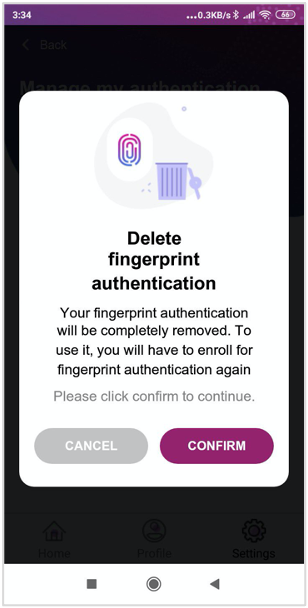 3:34
...0.3KB/s
66
Back
Manage my authentication
Delete
fingerprint
authentication
Your fingerprint authentication
will be completely removed. To
use it, you will have to enroll for
fingerprint authentication again
Please click confirm to continue.
CANCEL
CONFIRM
Home
Profile
Settings